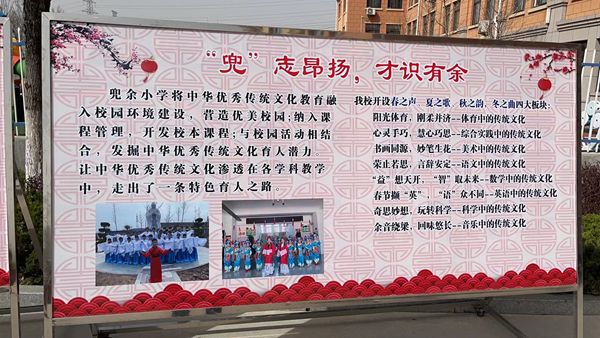 “兜”志昂扬，才识有余
兜余小学将中华优秀传统文化教育融
入校园环境建设，营造优美校园;纳入课
程管理，开发校本课程;与校园活动相结
合，发掘中华优秀传统文化育人潜力，
让中华优秀传统文化渗透在各学科教学
中，走出了一条特色育人之路。
我校开设春之声、夏之歌、秋之韵、冬之曲四大板块:
阳光体育，刚柔并济--体育中的传统文化
心灵手巧，慧心巧思--综合实践中的传统文化
书画同源，妙笔生花--美术中的传统文化
荣止若思，言辞安定--语文中的传统文化
“益”想天开，“智”取未来--数学中的传统文化
春节撷“英”，“语”众不同--英语中的传统文化
奇思妙想，玩转科学--科学中的传统文化
余音绕梁，回味悠长--音乐中的传统文化